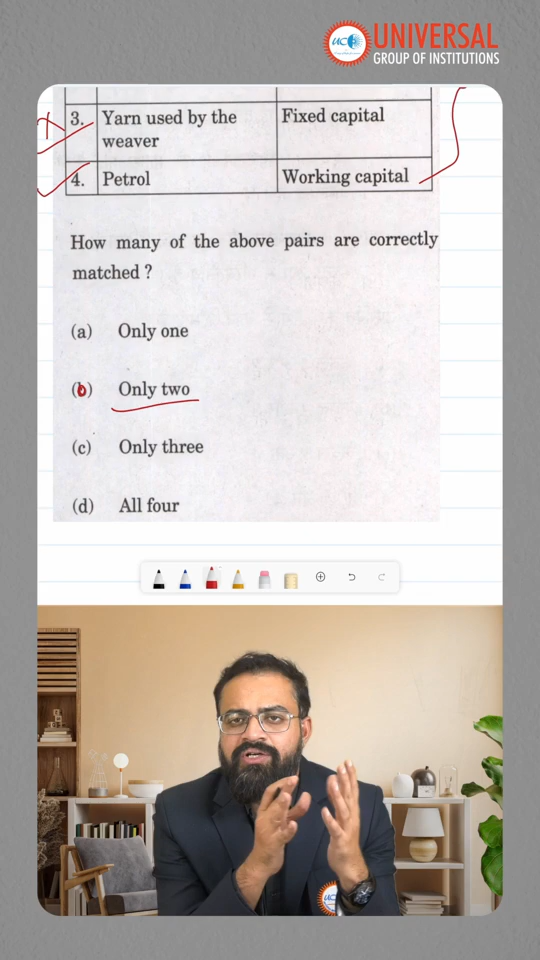 UNIVERSAL
GROUP OF INSTITUTIONS
3. Yarn used by the Fixed capital
weaver
4. Petrol Working capital
How many of the above pairs are correctly
matched ?
(a) Only one
(b) Only two
(c) Only three
(d) All four